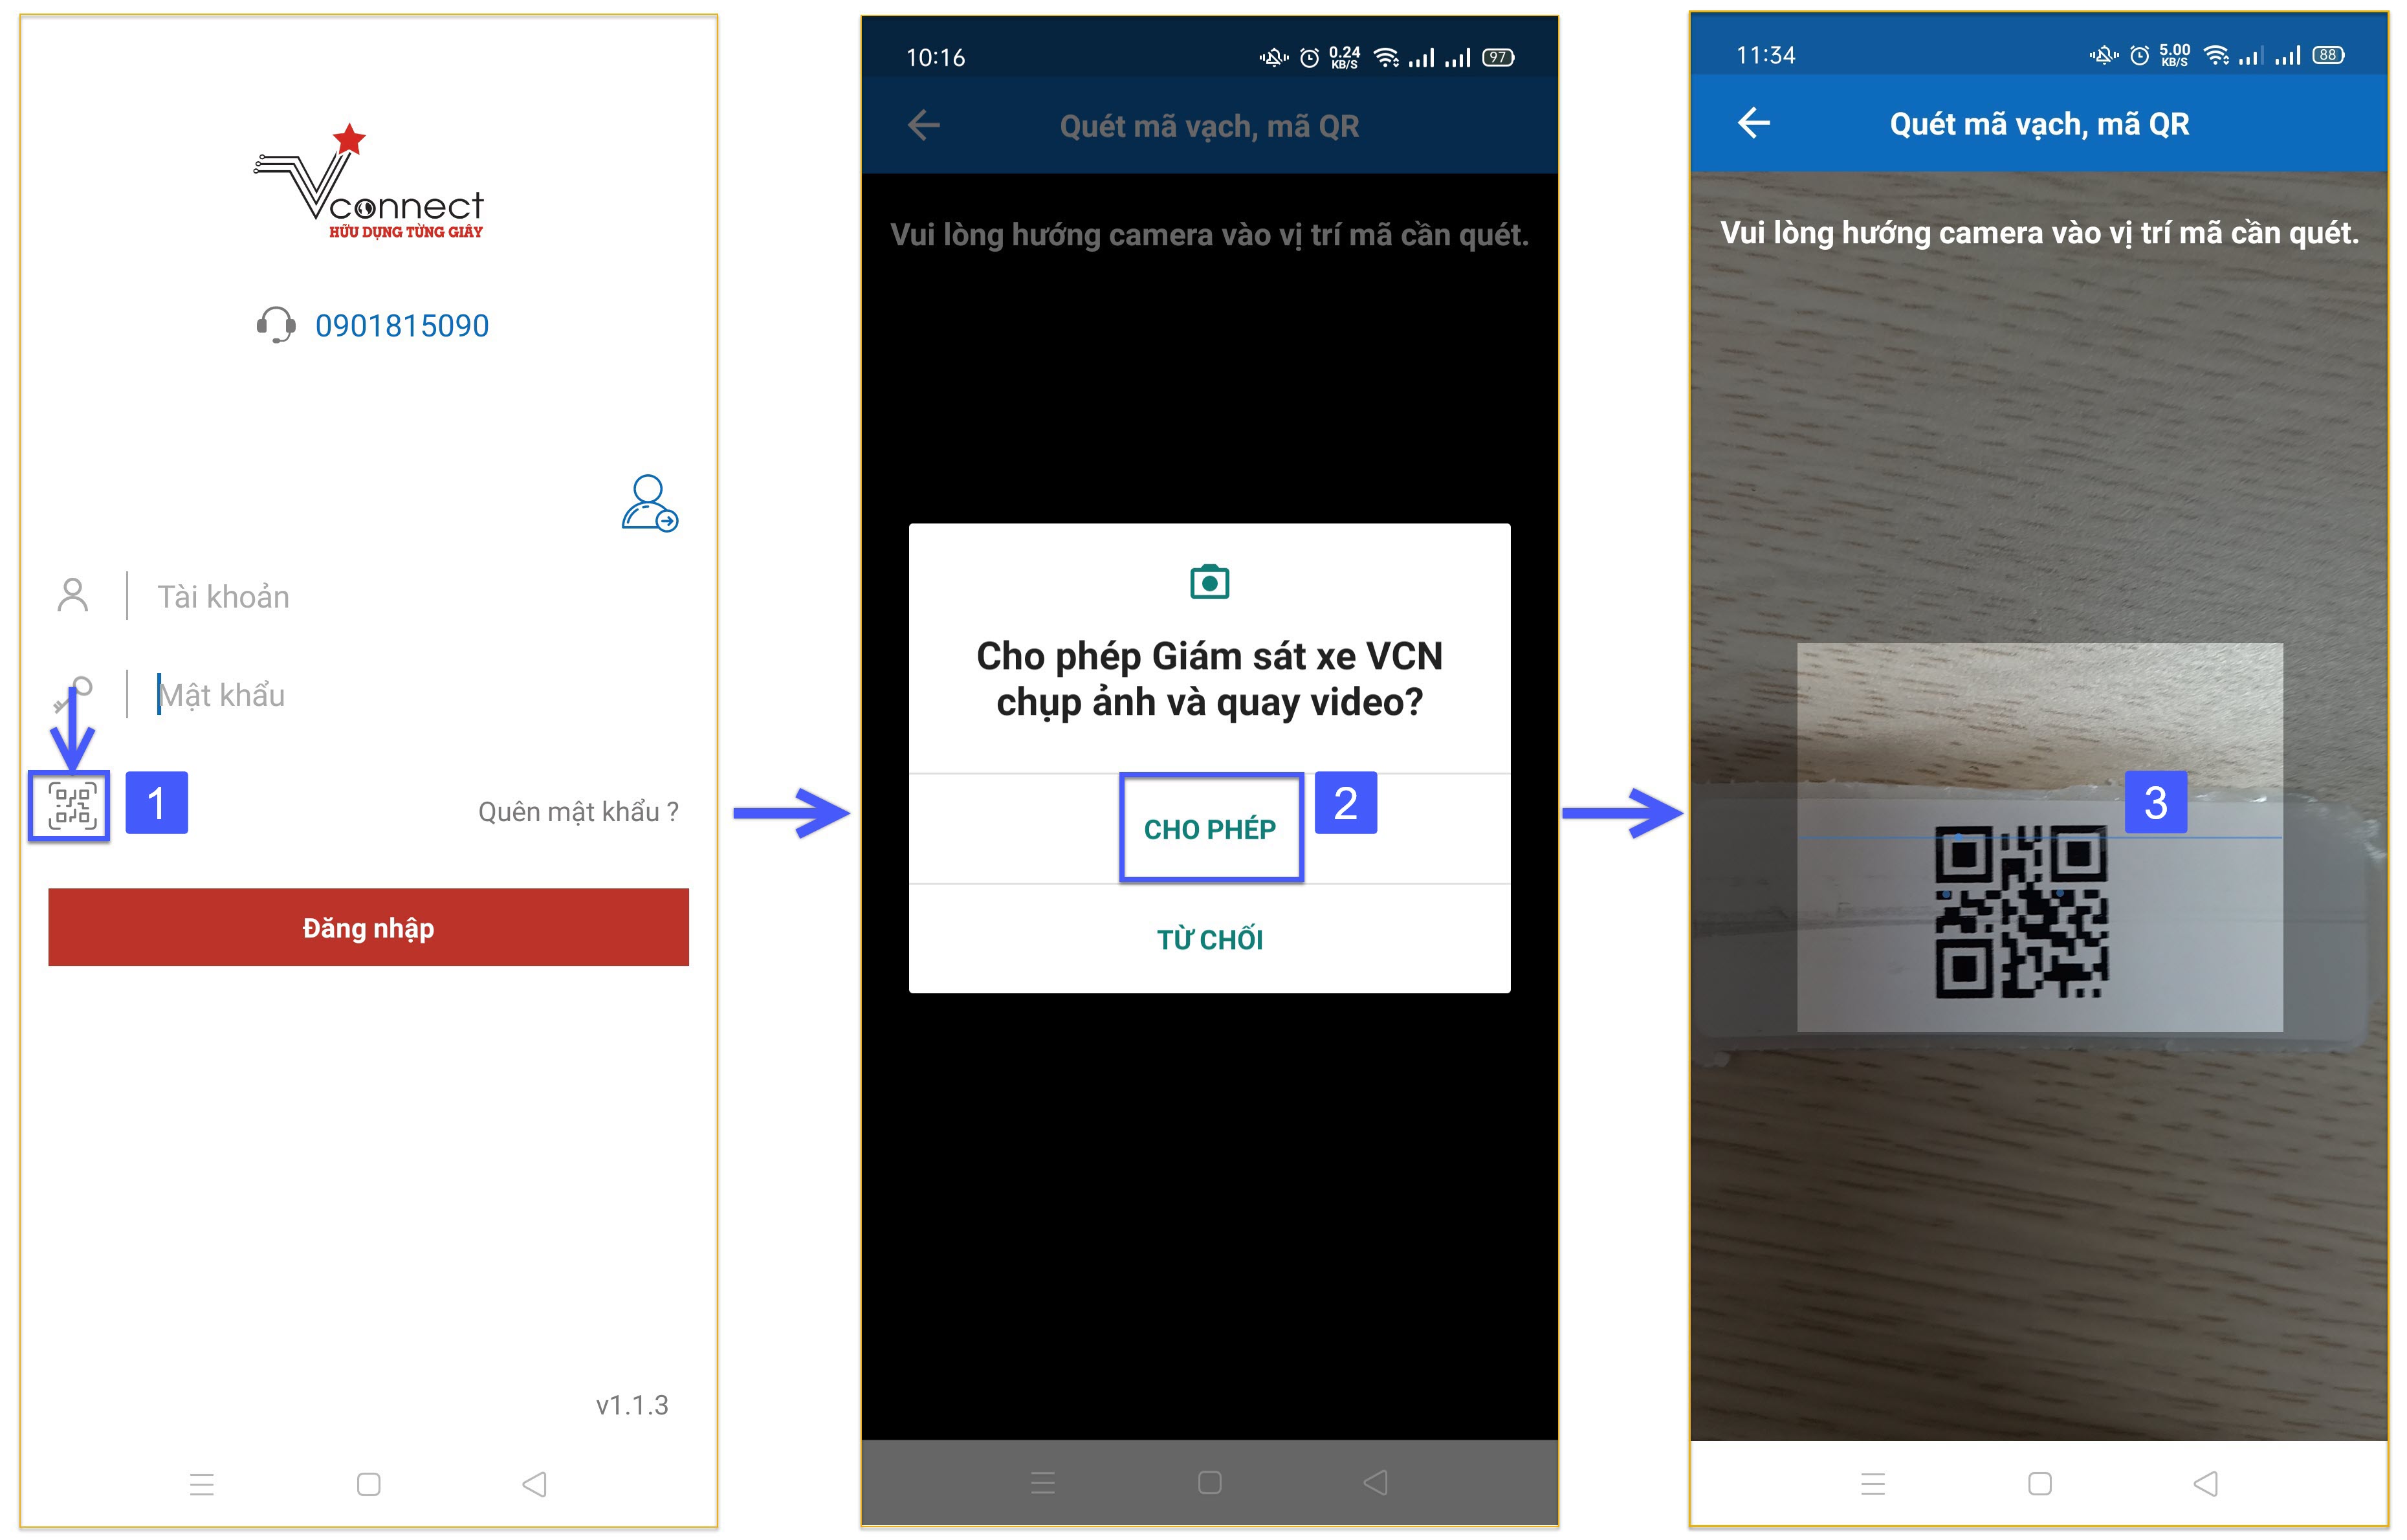 Vconnect
HỮU DỤNG TỪNG GIÂY
0901815090
Tài khoản
Mật khẩu
1
Quên mật khẩu ?
Đăng nhập
v1.1.3
10:16
0.24
KB/S
97
Quét mã vạch, mã QR
Vui lòng hướng camera vào vị trí mã cần quét.
Cho phép Giám sát xe VCN
chụp ảnh và quay video?
CHO PHÉP
2
TỪ CHỐI
11:34
5.00
KB/S
88
Quét mã vạch, mã QR
Vui lòng hướng camera vào vị trí mã cần quét.
3